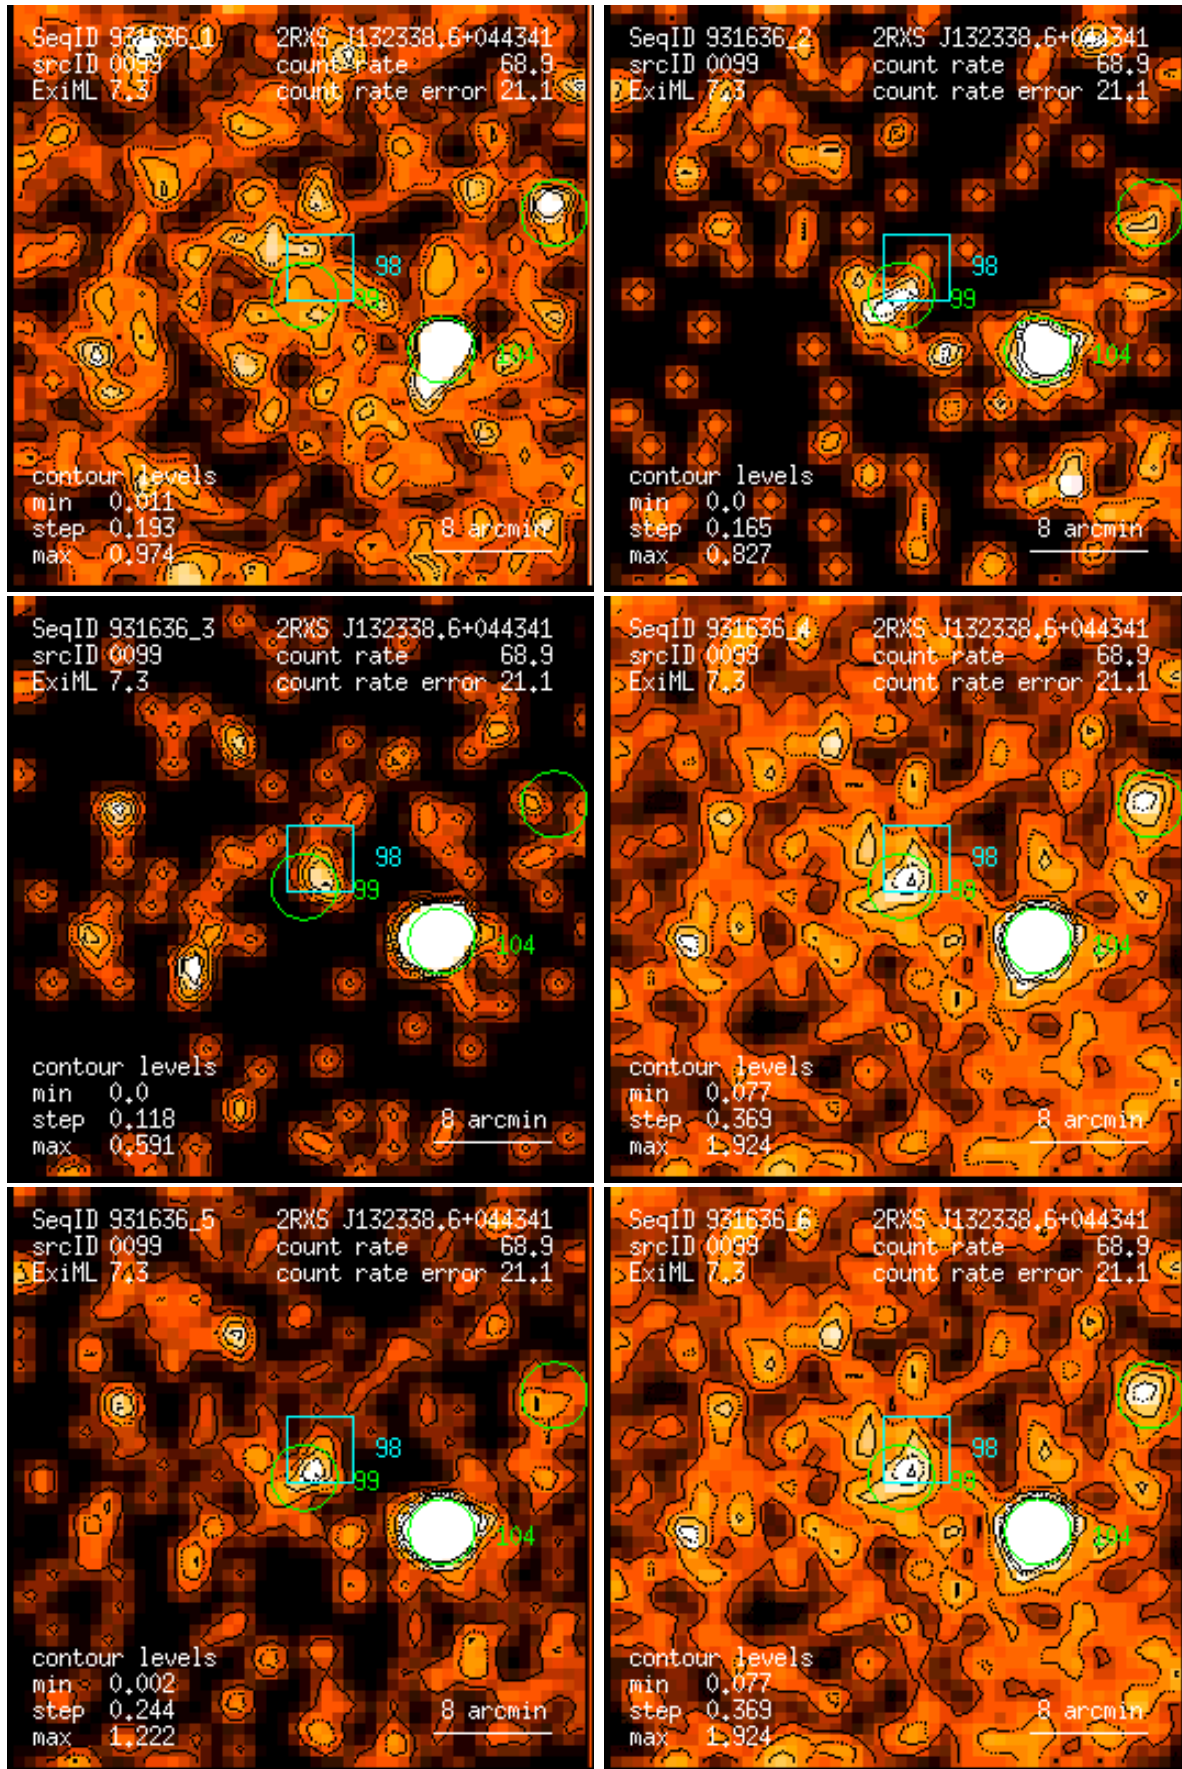 SeqID 931636_1 2RXS J132338.6+044341
srcID 0099 count rate 68.9
ExiML 7.3 count rate error 21.1
98
99
104
contour levels
min 0.011
step 0.193 8 arcmin
max 0.974
SeqID 931636_2 2RXS J132338.6+044341
srcID 0099 count rate 68.9
ExiML 7.3 count rate error 21.1
98
99
104
contour levels
min 0.0
step 0.165 8 arcmin
max 0.827
SeqID 931636_3 2RXS J132338.6+044341
srcID 0099 count rate 68.9
ExiML 7.3 count rate error 21.1
98
99
104
contour levels
min 0.0
step 0.118 8 arcmin
max 0.591
SeqID 931636_4 2RXS J132338.6+044341
srcID 0099 count rate 68.9
ExiML 7.3 count rate error 21.1
98
99
104
contour levels
min 0.077
step 0.369 8 arcmin
max 1.924
SeqID 931636_5 2RXS J132338.6+044341
srcID 0099 count rate 68.9
ExiML 7.3 count rate error 21.1
98
99
104
contour levels
min 0.002
step 0.244 8 arcmin
max 1.222
SeqID 931636_6 2RXS J132338.6+044341
srcID 0099 count rate 68.9
ExiML 7.3 count rate error 21.1
98
99
104
contour levels
min 0.077
step 0.369 8 arcmin
max 1.924